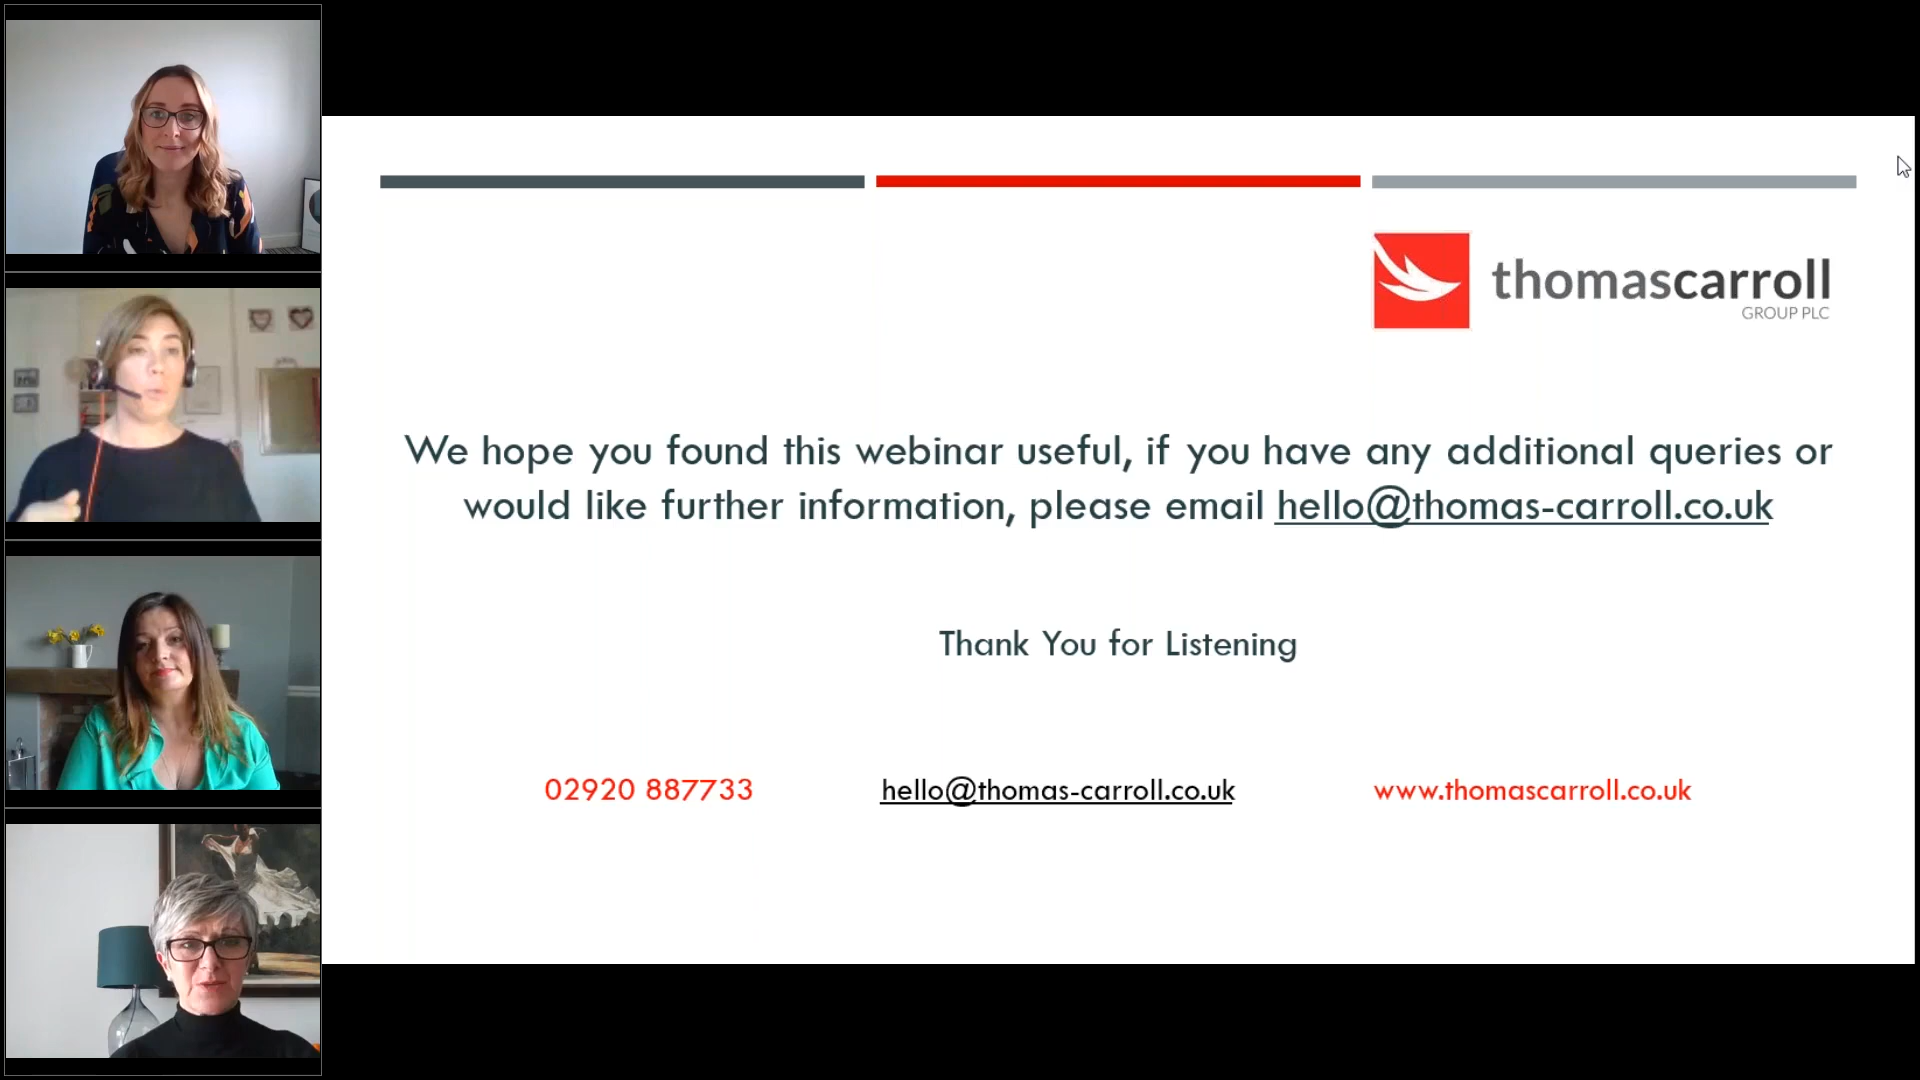 thomascarroll
GROUP PLC
We hope you found this webinar useful, if you have any additional queries or
would like further information, please email hello@thomas-carroll.co.uk
Thank You for Listening
02920 887733 hello@thomas-carroll.co.uk www.thomascarroll.co.uk